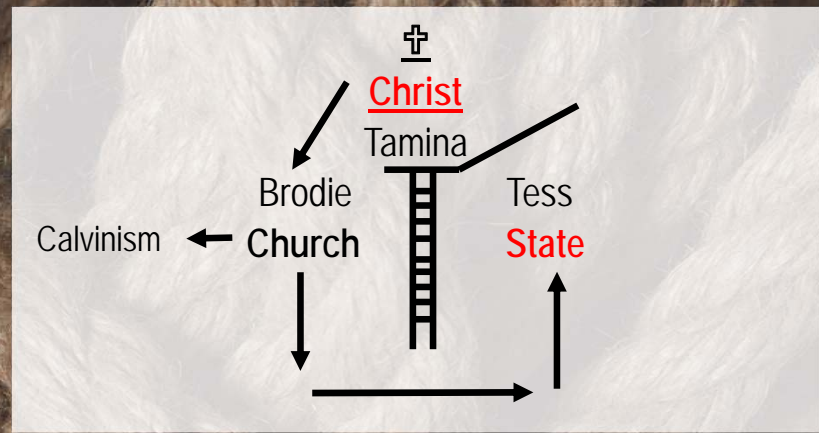 ✞
Christ
Tamina
Brodie
Church
Calvinism
Tess
State